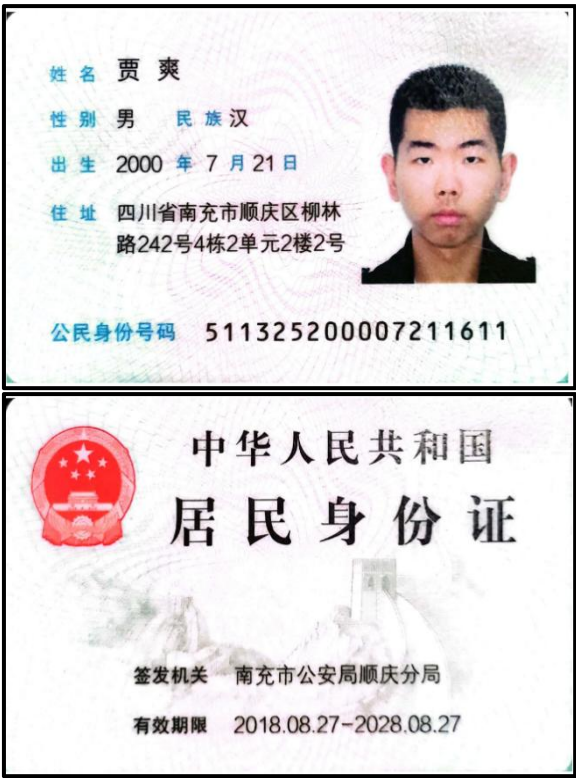 姓名 贾爽
性别 男 民族 汉
出生 2000 年 7 月 21 日
住址 四川省南充市顺庆区柳林
路242号4栋2单元2楼2号
公民身份号码 511325200007211611
中华人民共和国
居民身份证
签发机关 南充市公安局顺庆分局
有效期限 2018.08.27-2028.08.27